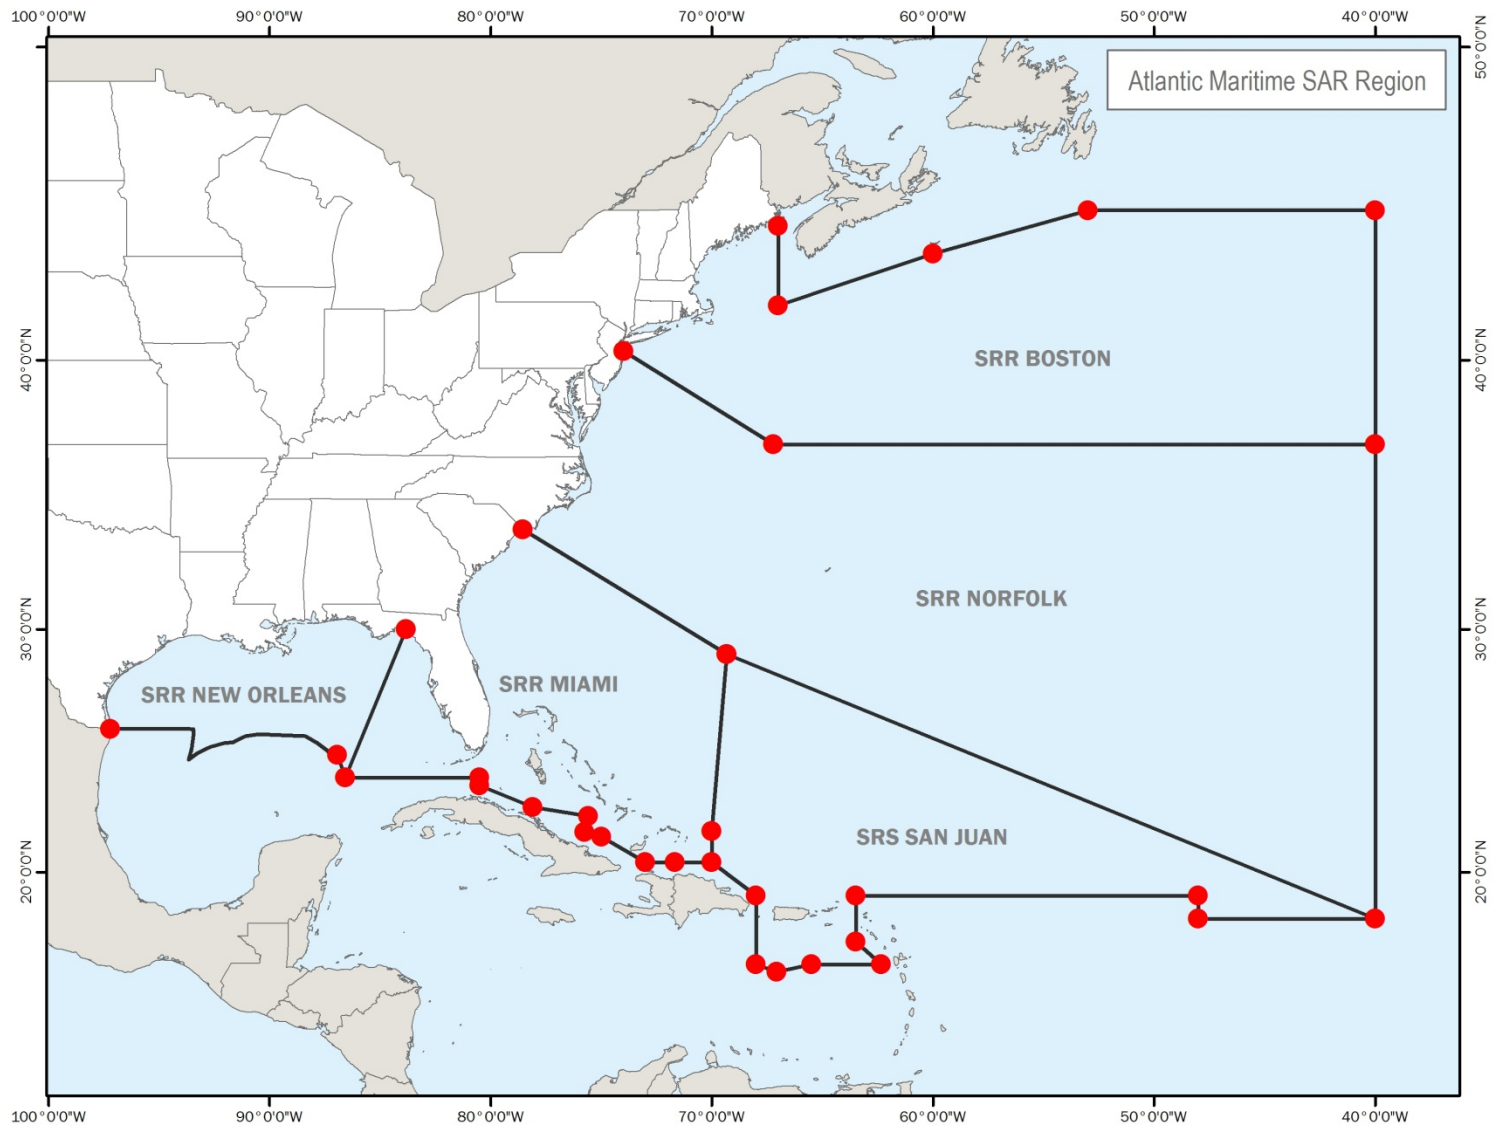 100°0'0"W 90°0'0"W 80°0'0"W 70°0'0"W 60°0'0"W 50°0'0"W 40°0'0"W
50°0'0"N
Atlantic Maritime SAR Region
40°0'0"N
40°0'0"N
SRR BOSTON
SRR NORFOLK
30°0'0"N
30°0'0"N
SRR NEW ORLEANS
SRR MIAMI
SRS SAN JUAN
20°0'0"N
20°0'0"N
100°0'0"W 90°0'0"W 80°0'0"W 70°0'0"W 60°0'0"W 50°0'0"W 40°0'0"W